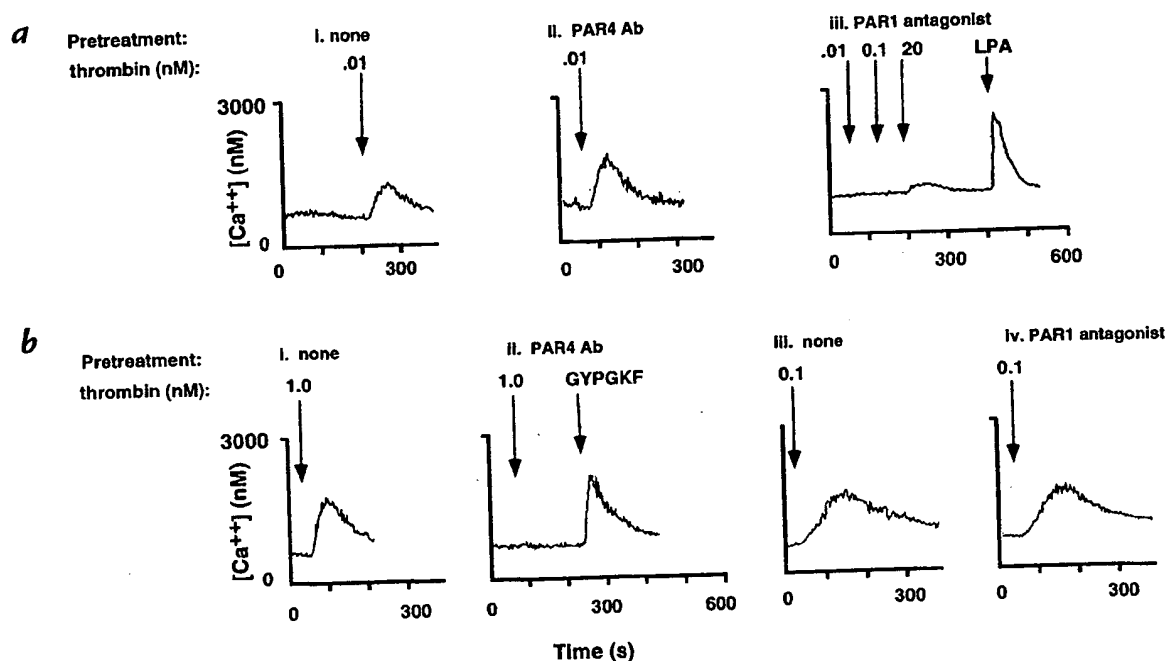 a
Pretreatment: i. none ii. PAR4 Ab iii. PAR1 antagonist
thrombin (nM): .01 .01 .01 0.1 20 LPA
3000
[Ca++] (nM)
0
0 300 0 300 0 300 600
b
Pretreatment: i. none ii. PAR4 Ab iii. none iv. PAR1 antagonist
thrombin (nM): 1.0 1.0 GYPGKF 0.1 0.1
3000
[Ca++] (nM)
0
0 300 0 300 600 0 300 0 300
Time (s)